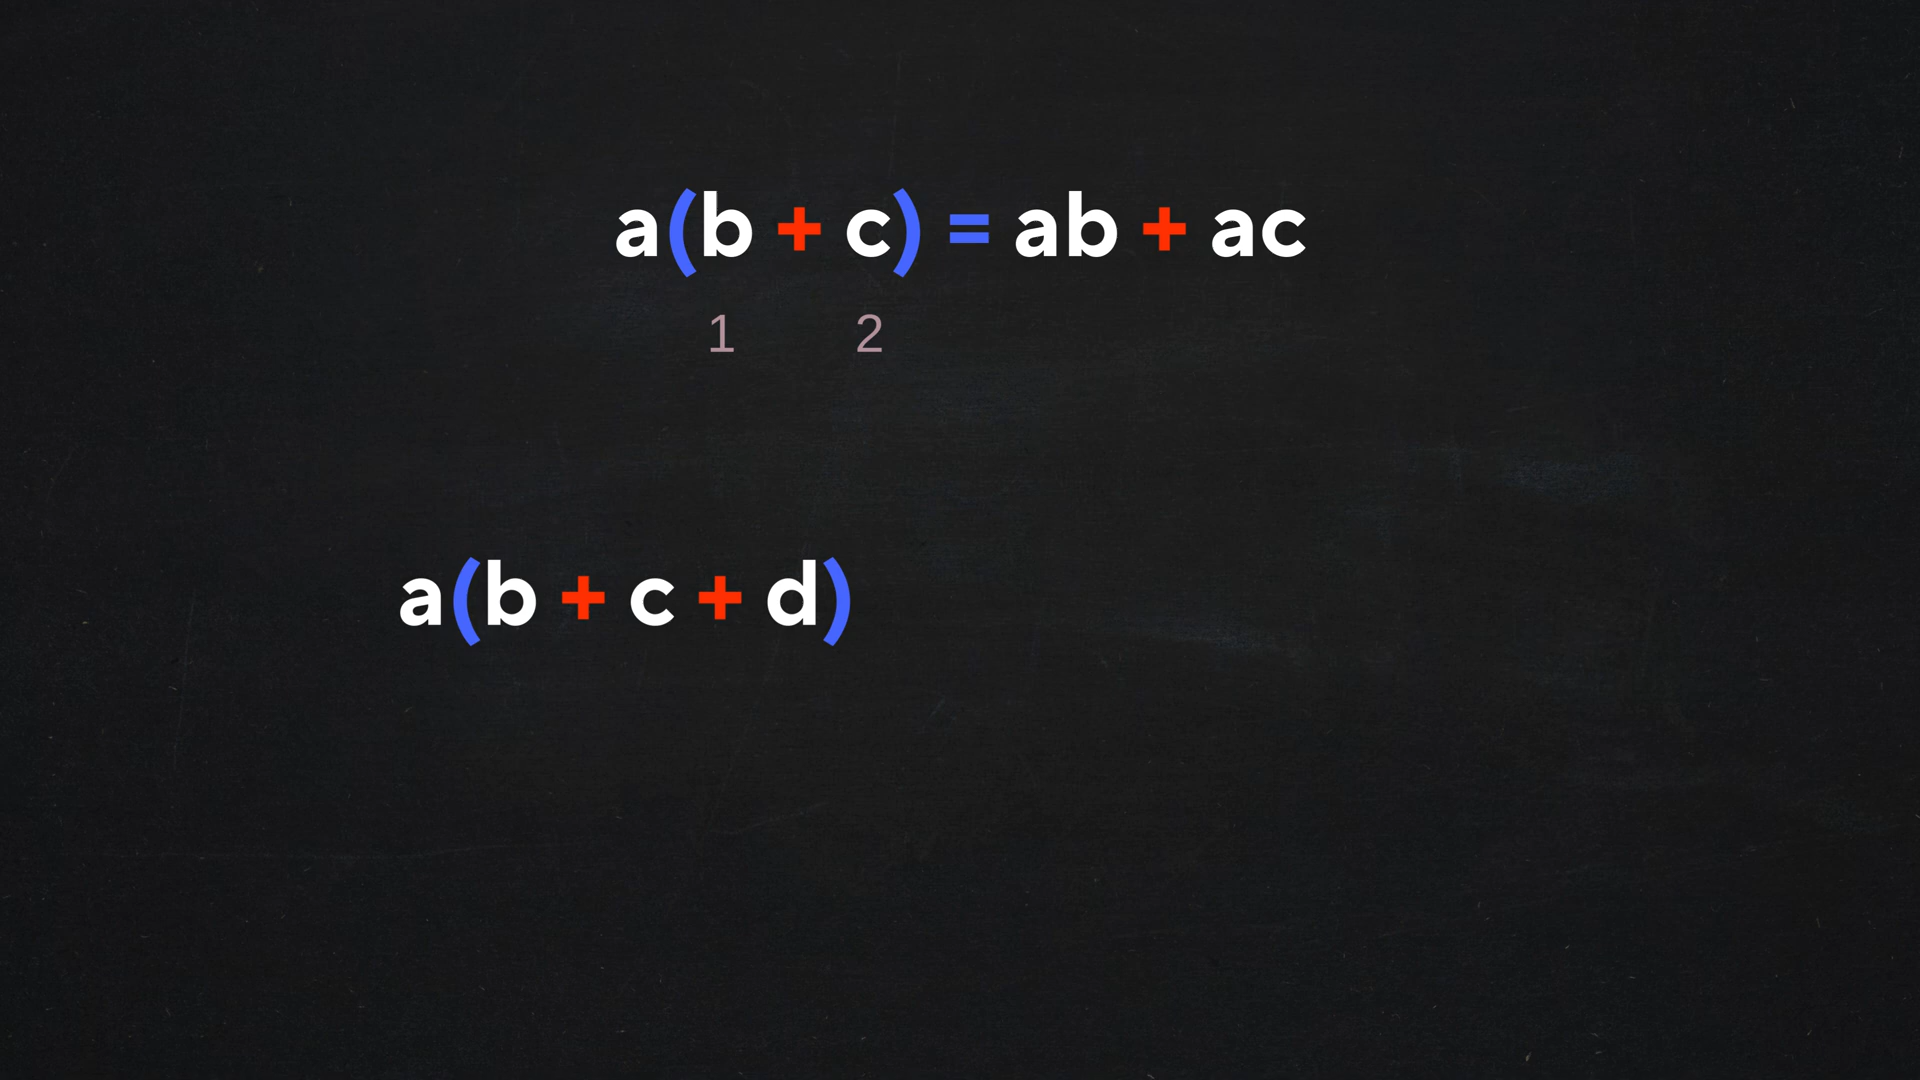 a(b + c) = ab + ac
1 2
a(b + c + d)